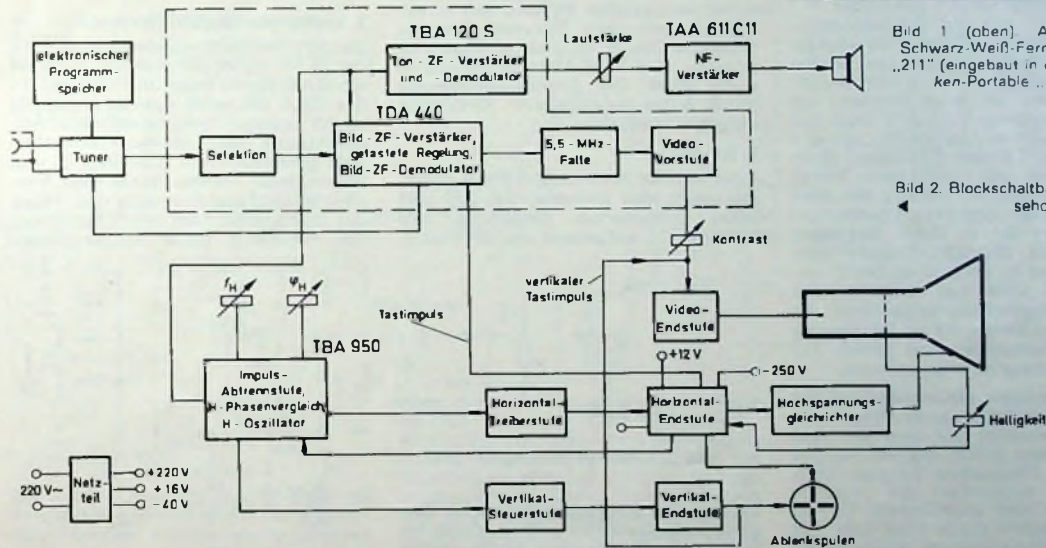 elektronischer
Programm-
speicher
Tuner
Selektion
TBA 120 S
Ton - ZF - Verstärker
und - Demodulator
TDA 440
Bild - ZF - Verstärker,
getastete Regelung,
Bild - ZF - Demodulator
5,5 - MHz-
Falle
Video-
Vorstufe
Lautstärke
TAA 611 C11
NF-
Verstärker
Bild 1 (oben). A
Schwarz-Weiß-Fern
„211" (eingebaut in
ken-Portable
Bild 2. Blockschaltb
seh
Kontrast
vertikaler
Tastimpuls
Tastimpuls
Video-
Endstufe
fH
φH
TBA 950
Impuls-
Abtrennstufe,
H - Phasenvergleich,
H - Oszillator
Horizontal-
Treiberstufe
+12 V
-250 V
Horizontal-
Endstufe
Hochspannungs-
gleichrichter
Helligkeit
220 V~
Netz-
teil
+220 V
+ 16 V
- 40 V
Vertikal-
Steuerstufe
Vertikal-
Endstufe
Ablenkspulen